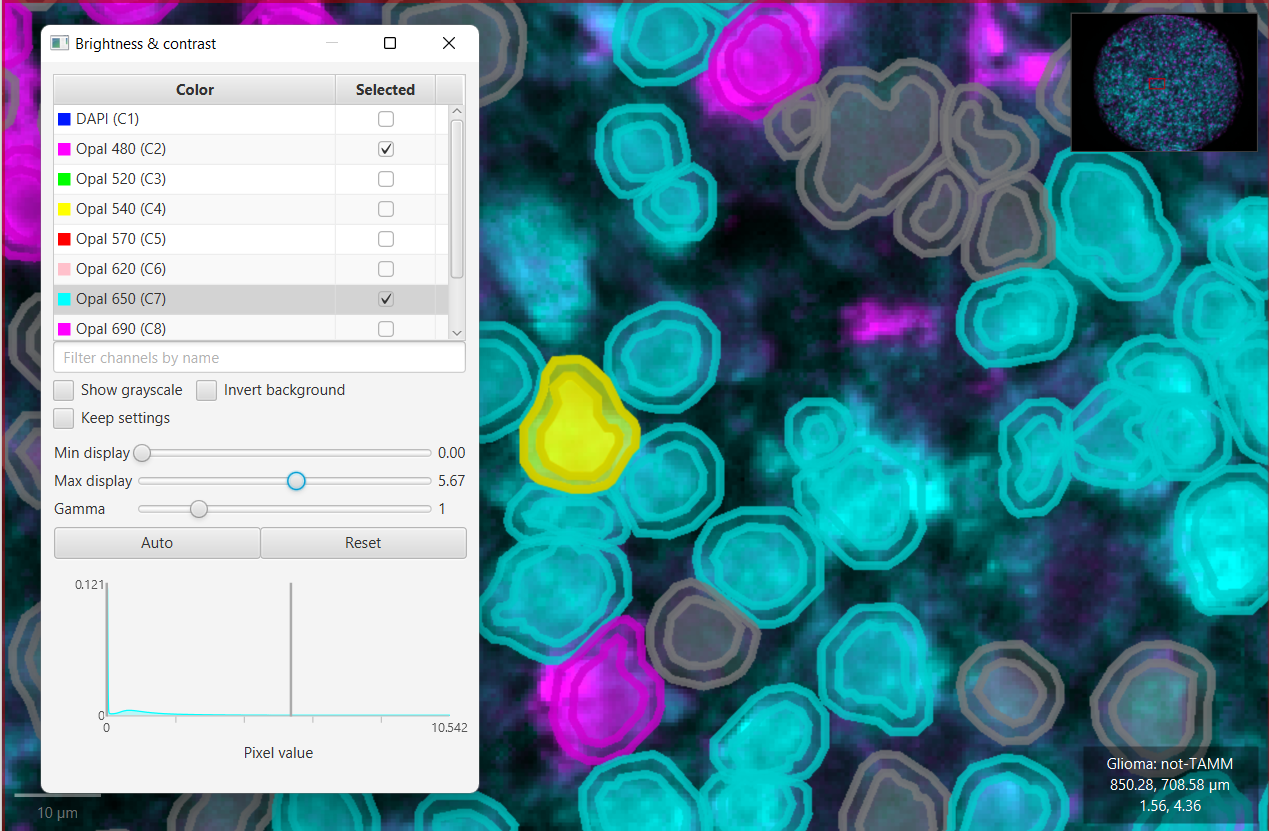 Brightness & contrast
Color Selected
DAPI (C1)
Opal 480 (C2)
Opal 520 (C3)
Opal 540 (C4)
Opal 570 (C5)
Opal 620 (C6)
Opal 650 (C7)
Opal 690 (C8)
Filter channels by name
Show grayscale Invert background
Keep settings
Min display 0.00
Max display 5.67
Gamma 1
Auto Reset
0.121
0
0 10.542
Pixel value
10 µm
Glioma: not-TAMM
850.28, 708.58 µm
1.56, 4.36